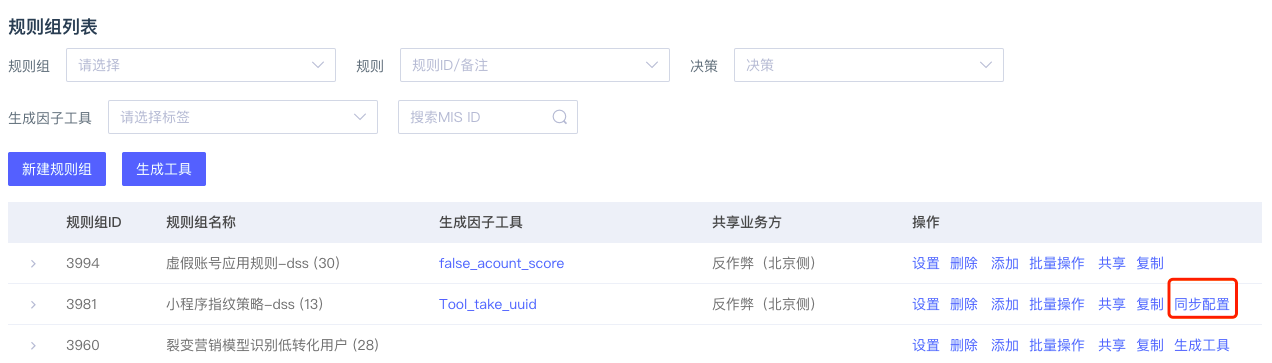 规则组列表
规则组 请选择 规则 规则ID/备注 决策 决策
生成因子工具 请选择标签 搜索MIS ID
新建规则组 生成工具
规则组ID 规则组名称 生成因子工具 共享业务方 操作
3994 虚假账号应用规则-dss (30) false_acount_score 反作弊（北京侧） 设置 删除 添加 批量操作 共享 复制
3981 小程序指纹策略-dss (13) Tool_take_uuid 反作弊（北京侧） 设置 删除 添加 批量操作 共享 复制 同步配置
3960 裂变营销模型识别低转化用户 (28) 设置 删除 添加 批量操作 共享 复制 生成工具